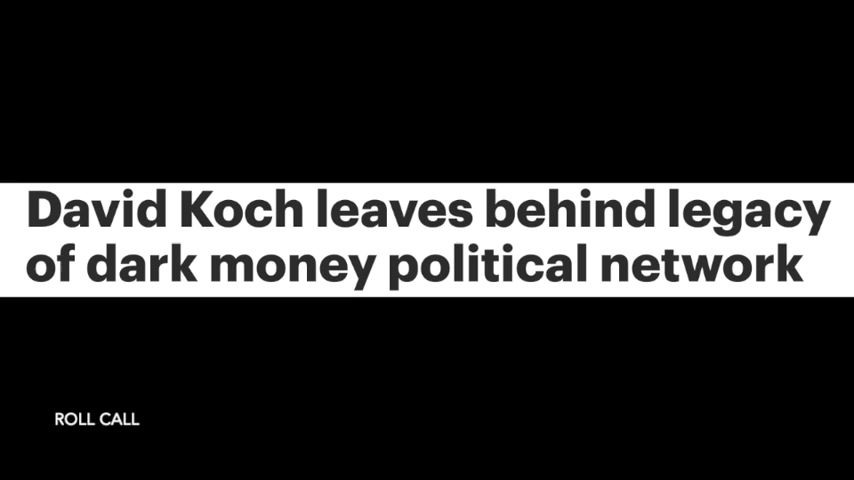 David Koch leaves behind legacy
of dark money political network
ROLL CALL